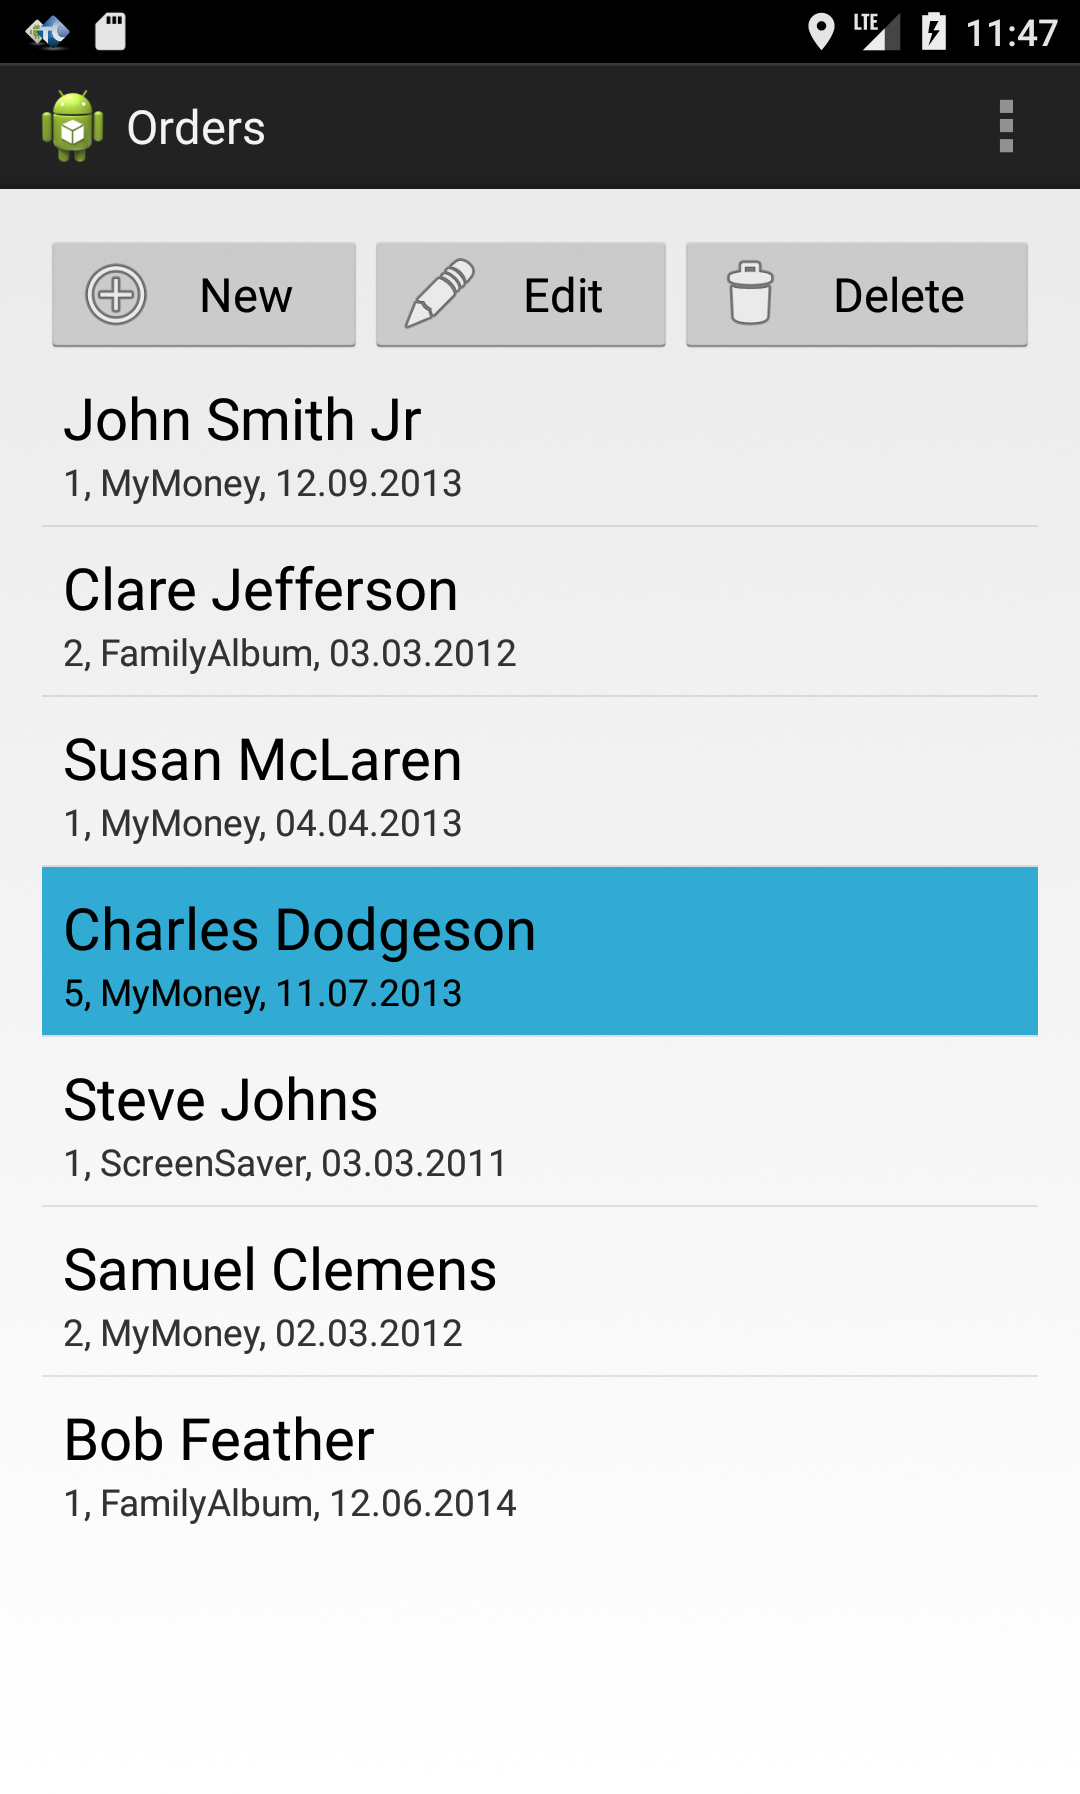 LTE 11:47
Orders
New Edit Delete
John Smith Jr
1, MyMoney, 12.09.2013
Clare Jefferson
2, FamilyAlbum, 03.03.2012
Susan McLaren
1, MyMoney, 04.04.2013
Charles Dodgeson
5, MyMoney, 11.07.2013
Steve Johns
1, ScreenSaver, 03.03.2011
Samuel Clemens
2, MyMoney, 02.03.2012
Bob Feather
1, FamilyAlbum, 12.06.2014